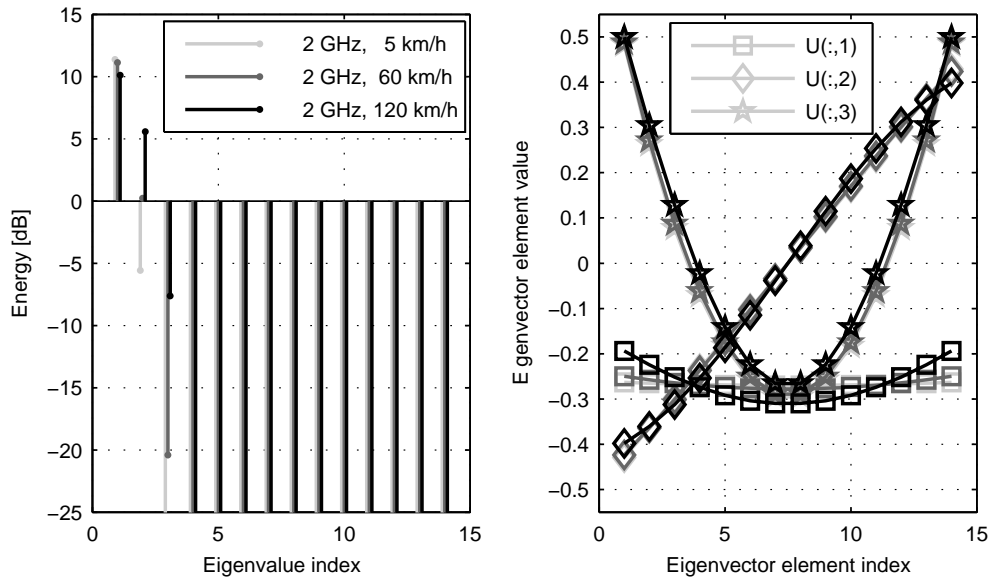 15
10
5
0
−5
−10
−15
−20
−25
0
5
10
15
Energy [dB]
Eigenvalue index
2 GHz, 5 km/h
2 GHz, 60 km/h
2 GHz, 120 km/h
0.5
0.4
0.3
0.2
0.1
0
−0.1
−0.2
−0.3
−0.4
−0.5
0
5
10
15
E genvector element value
Eigenvector element index
U(:,1)
U(:,2)
U(:,3)